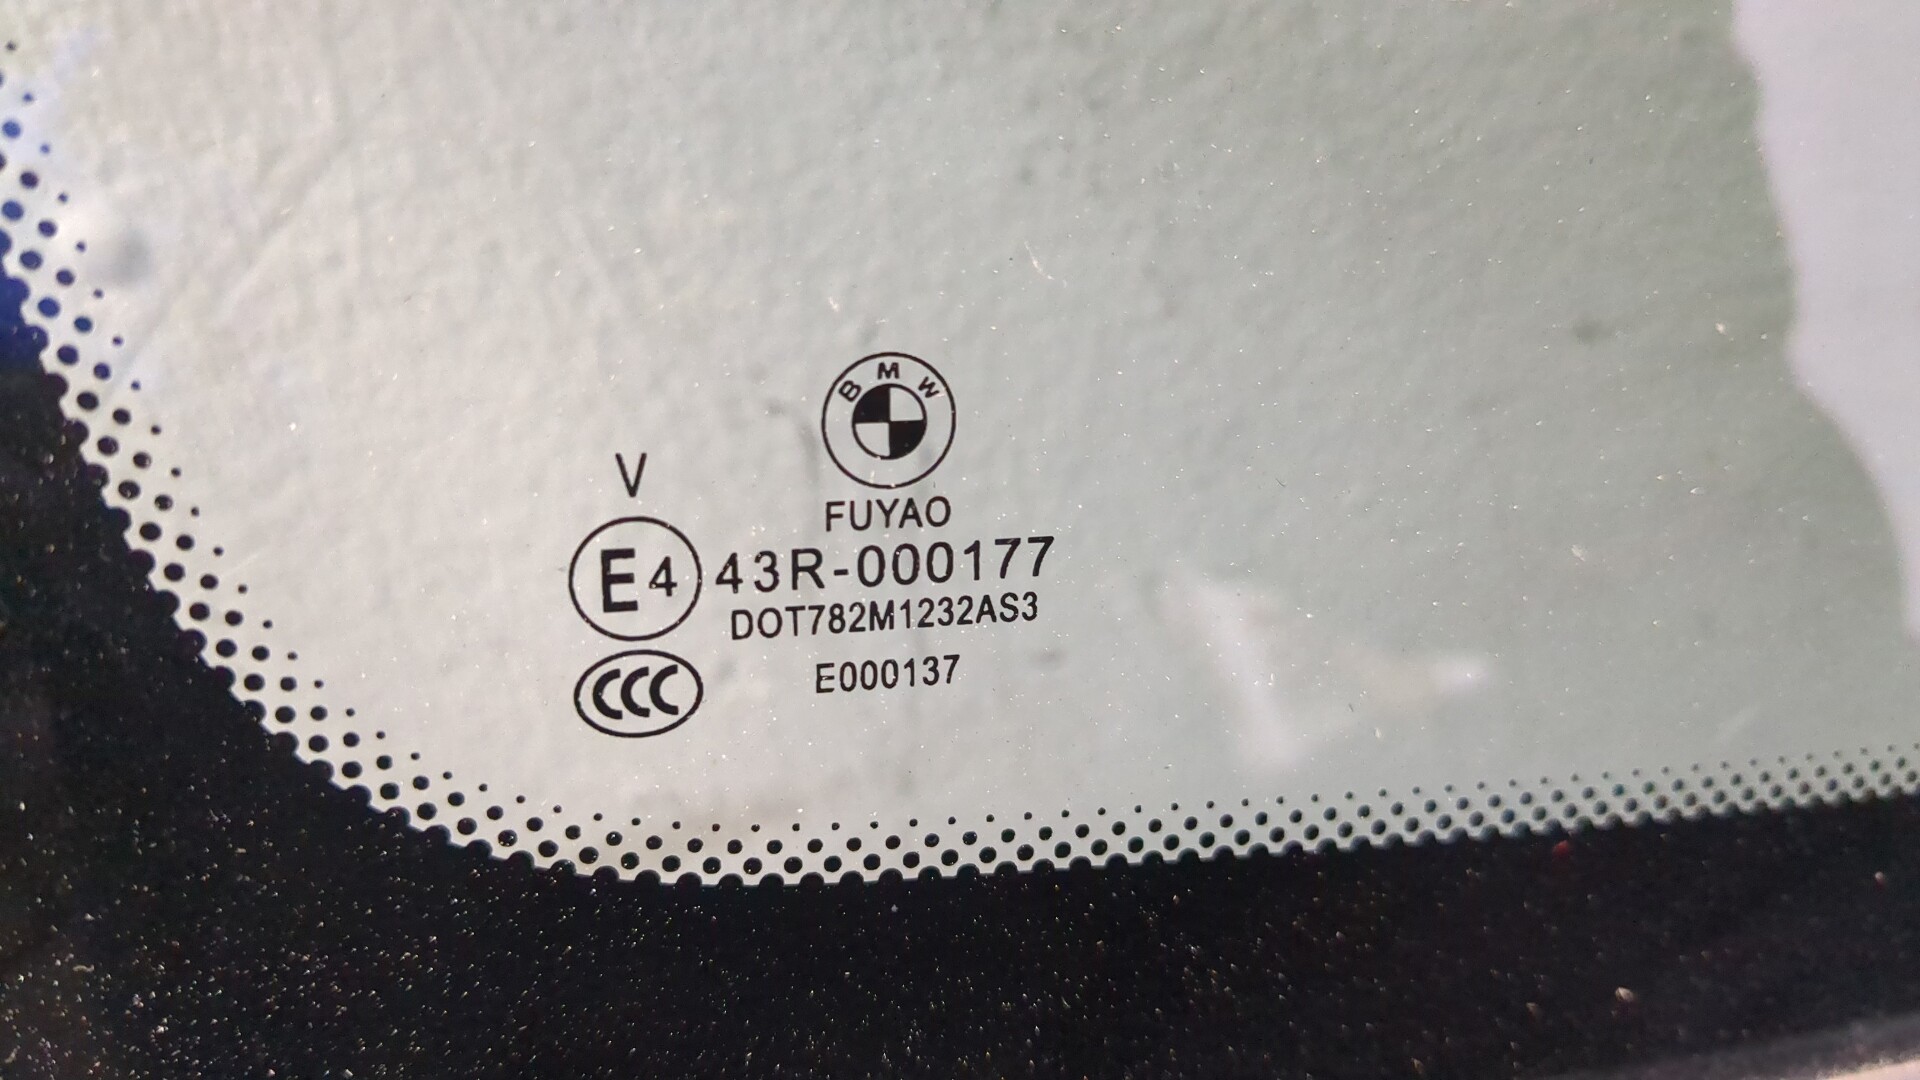 BMW
FUYAO
V
E4 43R-000177
DOT782M1232AS3
CCC E000137